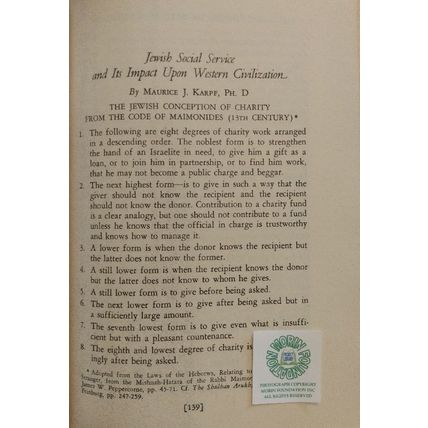 Jewish Social Service
and Its Impact Upon Western Civilization
By MAURICE J. KARPF, PH. D
THE JEWISH CONCEPTION OF CHARITY
FROM THE CODE OF MAIMONIDES (13TH CENTURY)*
1. The following are eight degrees of charity work arranged
in a descending order. The noblest form is to strengthen
the hand of an Israelite in need, to give him a gift as a
loan, or to join him in partnership, or to find him work,
that he may not become a public charge and beggar.
2. The next highest form—is to give in such a way that the
giver should not know the recipient and the recipient
should not know the donor. Contribution to a charity fund
is a clear analogy, but one should not contribute to a fund
unless he knows that the official in charge is trustworthy
and knows how to manage it.
3. A lower form is when the donor knows the recipient but
the latter does not know the former.
4. A still lower form is when the recipient knows the donor
but the latter does not know to whom he gives.
5. A still lower form is to give before being asked.
6. The next lower form is to give after being asked but in
a sufficiently large amount.
7. The seventh lowest form is to give even what is insuffi-
cient but with a pleasant countenance.
8. The eighth and lowest degree of charity is
ingly after being asked.
* Adapted from the Laws of the Hebrews, Relating to
Stranger, from the Mishnah-Hatara of the Rabbi Maimo
James W. Peppercorne, pp. 45-71. Cf. The Shulhan Arukh
Freiburg, pp. 247-259.
[159]
MORIN FOUNDATION
PHOTOGRAPH COPYRIGHT
MORIN FOUNDATION INC
ALL RIGHTS RESERVED